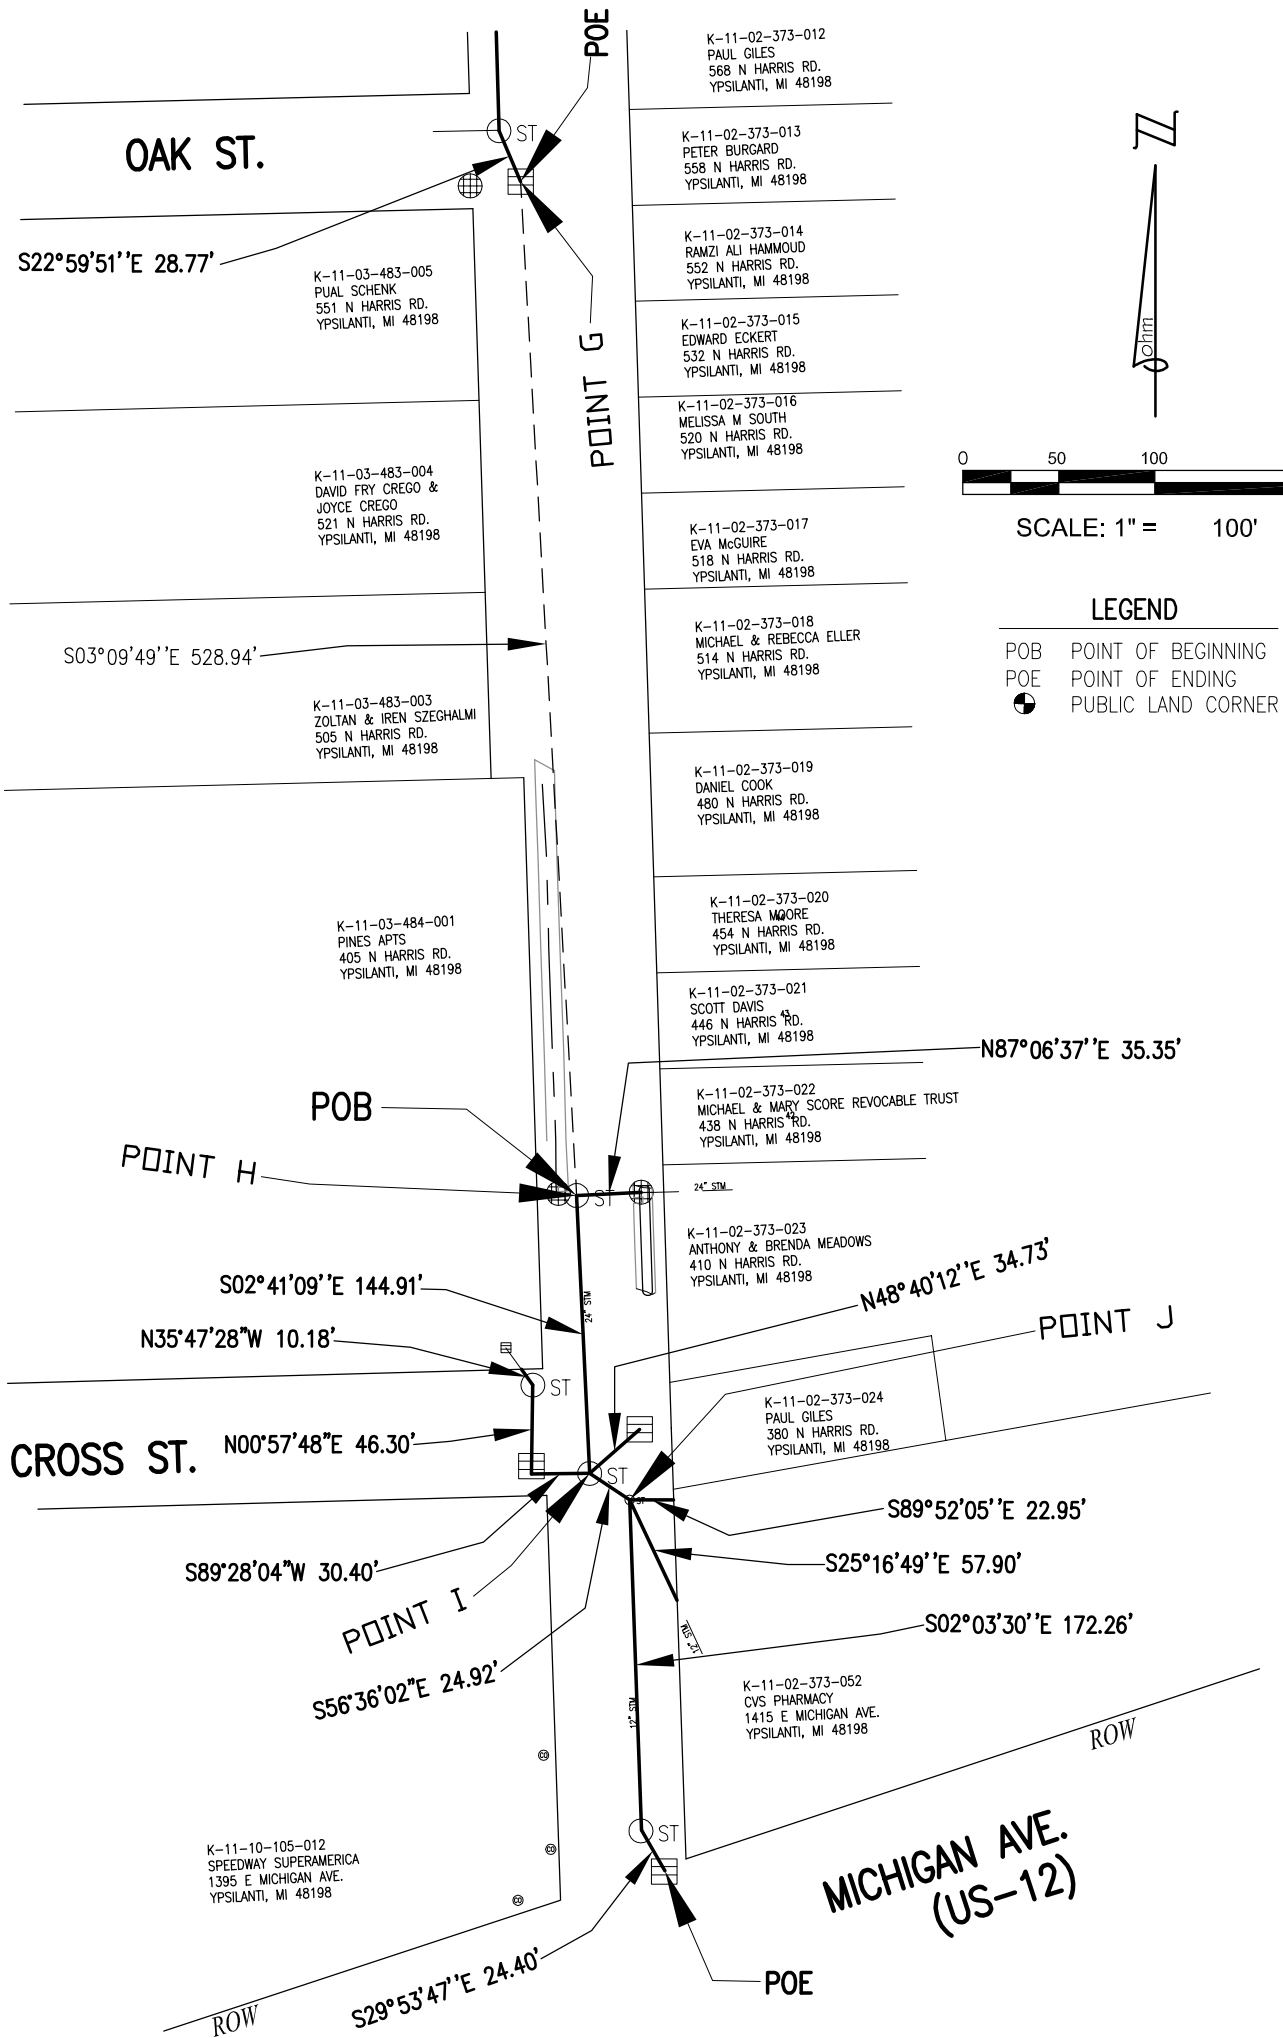 POE
K-11-02-373-012
PAUL GILES
568 N HARRIS RD.
YPSILANTI, MI 48198
OAK ST.
ST
K-11-02-373-013
PETER BURGARD
558 N HARRIS RD.
YPSILANTI, MI 48198
S22°59'51''E 28.77'
K-11-02-373-014
RAMZI ALI HAMMOUD
552 N HARRIS RD.
YPSILANTI, MI 48198
K-11-03-483-005
PUAL SCHENK
551 N HARRIS RD.
YPSILANTI, MI 48198
POINT G
K-11-02-373-015
EDWARD ECKERT
532 N HARRIS RD.
YPSILANTI, MI 48198
ohm
K-11-02-373-016
MELISSA M SOUTH
520 N HARRIS RD.
YPSILANTI, MI 48198
0 50 100
SCALE: 1" = 100'
K-11-03-483-004
DAVID FRY CREGO &
JOYCE CREGO
521 N HARRIS RD.
YPSILANTI, MI 48198
K-11-02-373-017
EVA McGUIRE
518 N HARRIS RD.
YPSILANTI, MI 48198
LEGEND
POB POINT OF BEGINNING
POE POINT OF ENDING
PUBLIC LAND CORNER
S03°09'49''E 528.94'
K-11-02-373-018
MICHAEL & REBECCA ELLER
514 N HARRIS RD.
YPSILANTI, MI 48198
K-11-03-483-003
ZOLTAN & IREN SZEGHALMI
505 N HARRIS RD.
YPSILANTI, MI 48198
K-11-02-373-019
DANIEL COOK
480 N HARRIS RD.
YPSILANTI, MI 48198
K-11-03-484-001
PINES APTS
405 N HARRIS RD.
YPSILANTI, MI 48198
K-11-02-373-020
THERESA MOORE
44
454 N HARRIS RD.
YPSILANTI, MI 48198
K-11-02-373-021
SCOTT DAVIS
43
446 N HARRIS RD.
YPSILANTI, MI 48198
N87°06'37''E 35.35'
POB
K-11-02-373-022
MICHAEL & MARY SCORE REVOCABLE TRUST
42
438 N HARRIS RD.
YPSILANTI, MI 48198
POINT H
ST
24" STM
K-11-02-373-023
ANTHONY & BRENDA MEADOWS
410 N HARRIS RD.
YPSILANTI, MI 48198
S02°41'09''E 144.91'
24" STM
N48°40'12''E 34.73'
POINT J
N35°47'28"W 10.18'
ST
K-11-02-373-024
PAUL GILES
380 N HARRIS RD.
YPSILANTI, MI 48198
CROSS ST.
N00°57'48"E 46.30'
ST
ST
S89°52'05''E 22.95'
S89°28'04"W 30.40'
S25°16'49''E 57.90'
POINT I
S02°03'30''E 172.26'
12" STM
S56°36'02"E 24.92'
12" STM
K-11-02-373-052
CVS PHARMACY
1415 E MICHIGAN AVE.
YPSILANTI, MI 48198
ROW
ST
K-11-10-105-012
SPEEDWAY SUPERAMERICA
1395 E MICHIGAN AVE.
YPSILANTI, MI 48198
MICHIGAN AVE.
(US-12)
S29°53'47''E 24.40'
POE
ROW